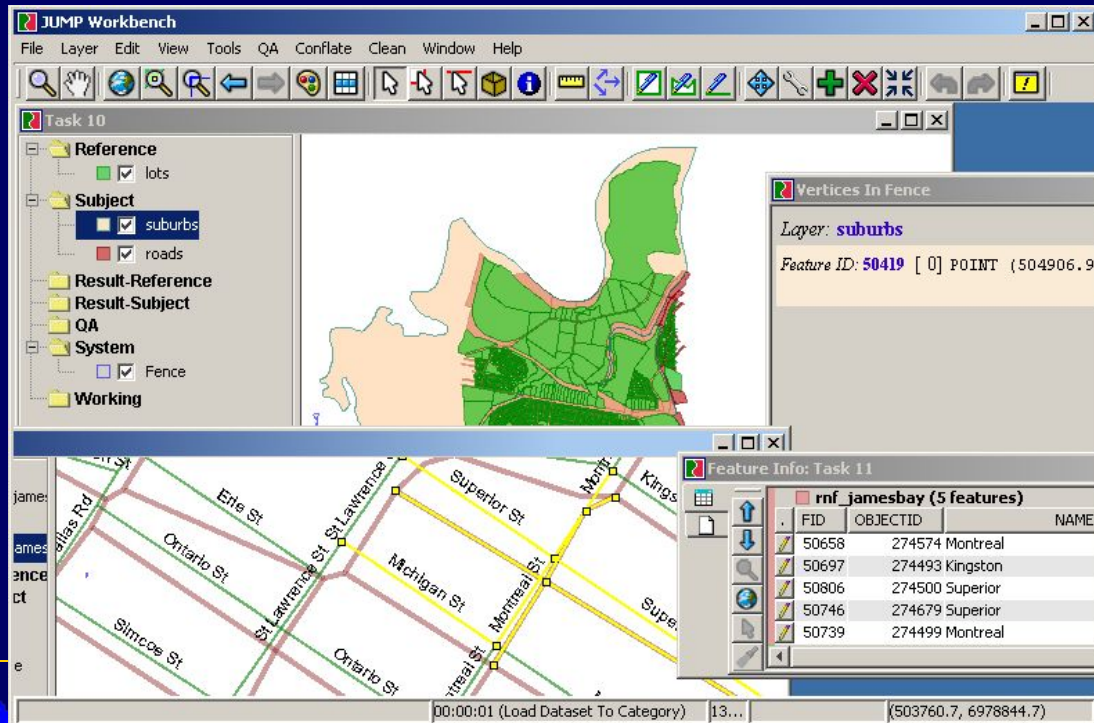 JUMP Workbench
File Layer Edit View Tools QA Conflate Clean Window Help
Task 10
Reference
lots
Subject
suburbs
roads
Result-Reference
Result-Subject
QA
System
Fence
Working
Vertices In Fence
Layer: suburbs
Feature ID: 50419 [ 0] POINT (504906.9
Erie St
Ontario St
Simcoe St
St Lawrence St
St Lawrence
Ontario St
Michigan St
Superior St
Montreal St
Feature Info: Task 11
rnf_jamesbay (5 features)
. FID OBJECTID NAME
50658 274574 Montreal
50697 274493 Kingston
50806 274500 Superior
50746 274679 Superior
50739 274499 Montreal
00:00:01 (Load Dataset To Category) 13... (503760.7, 6978844.7)